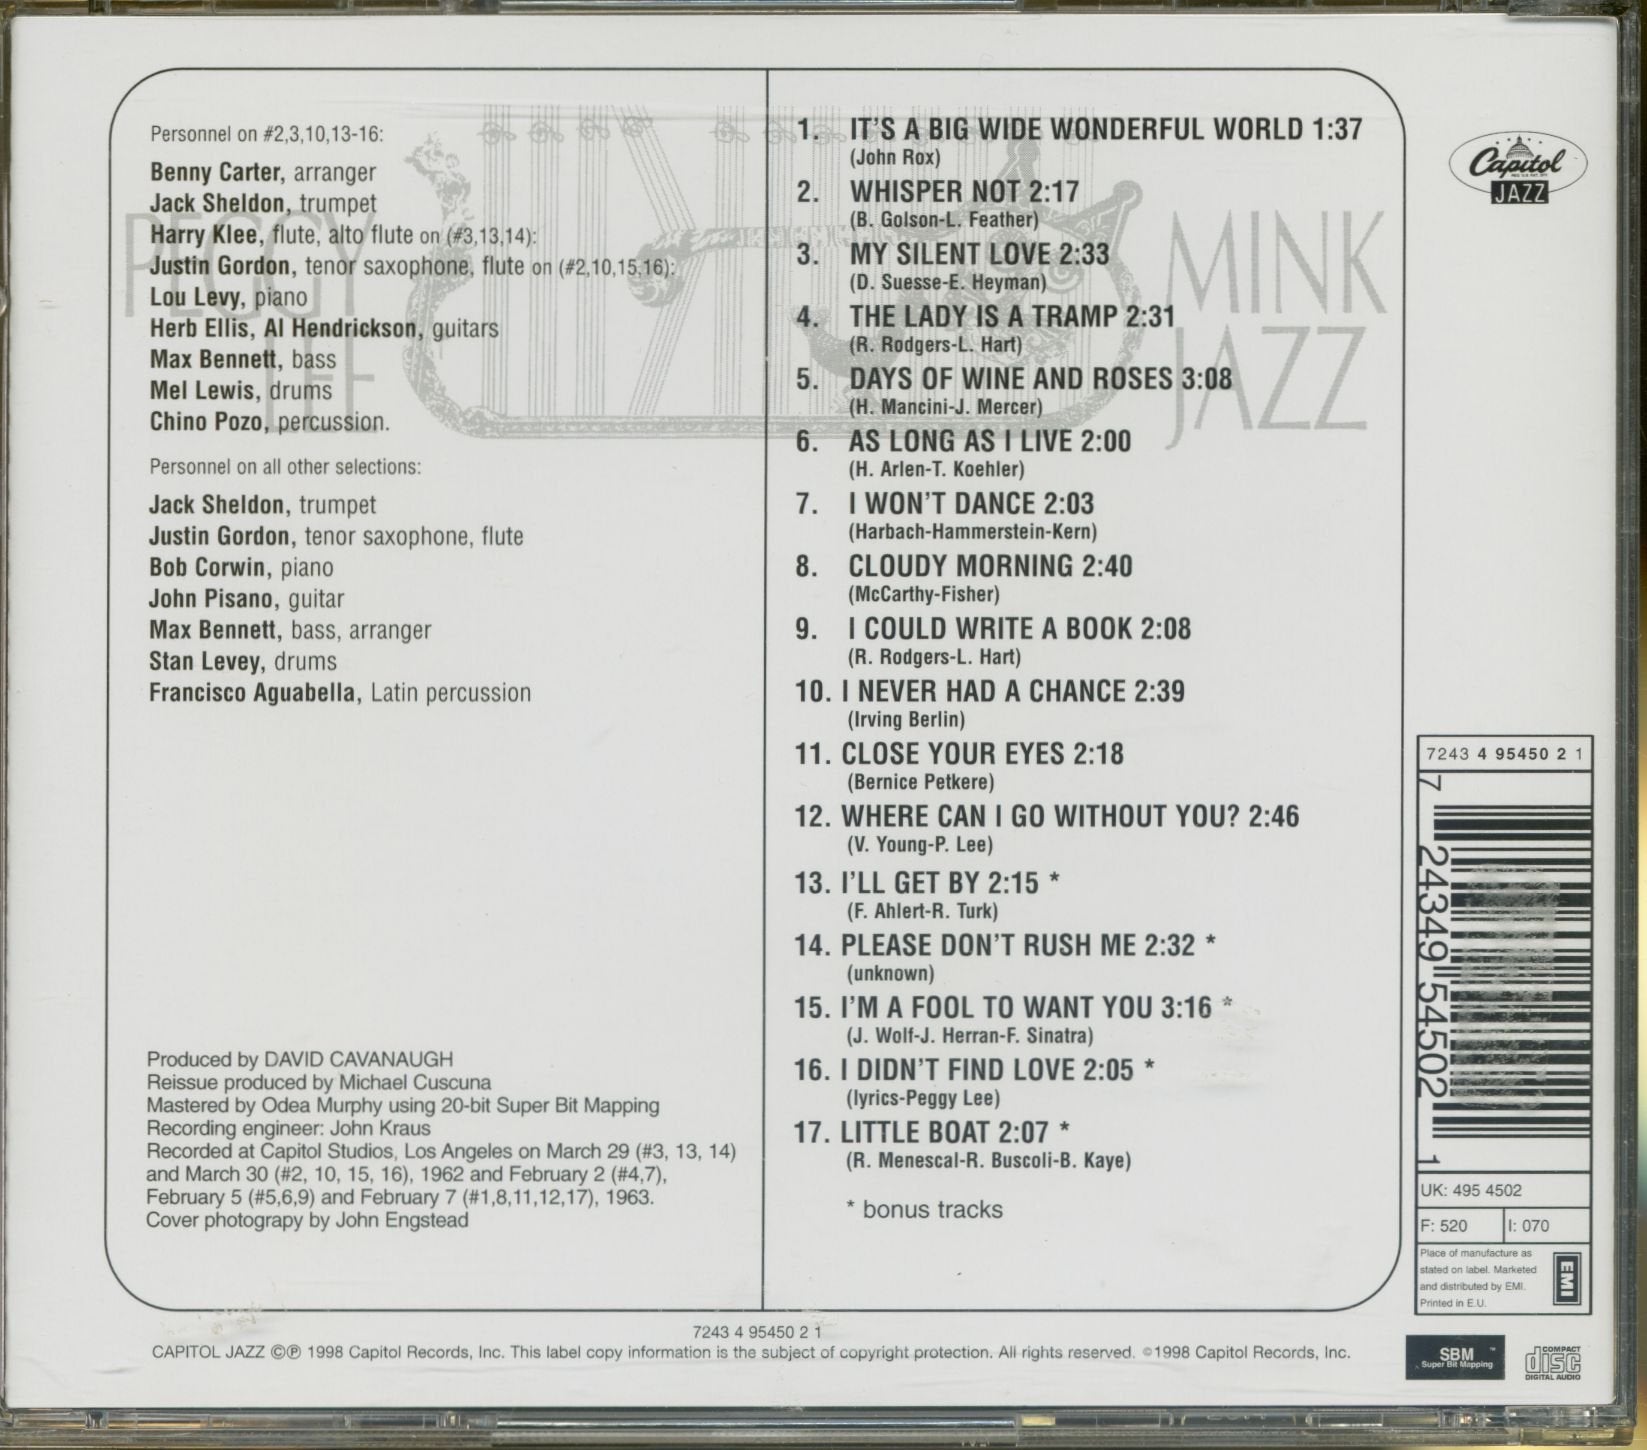 PEGGY
LEE
MINK
JAZZ
Personnel on #2,3,10,13-16:
Benny Carter, arranger
Jack Sheldon, trumpet
Harry Klee, flute, alto flute on (#3,13,14):
Justin Gordon, tenor saxophone, flute on (#2,10,15,16):
Lou Levy, piano
Herb Ellis, Al Hendrickson, guitars
Max Bennett, bass
Mel Lewis, drums
Chino Pozo, percussion.
Personnel on all other selections:
Jack Sheldon, trumpet
Justin Gordon, tenor saxophone, flute
Bob Corwin, piano
John Pisano, guitar
Max Bennett, bass, arranger
Stan Levey, drums
Francisco Aguabella, Latin percussion
Produced by DAVID CAVANAUGH
Reissue produced by Michael Cuscuna
Mastered by Odea Murphy using 20-bit Super Bit Mapping
Recording engineer: John Kraus
Recorded at Capitol Studios, Los Angeles on March 29 (#3, 13, 14)
and March 30 (#2, 10, 15, 16), 1962 and February 2 (#4,7),
February 5 (#5,6,9) and February 7 (#1,8,11,12,17), 1963.
Cover photograpy by John Engstead
1. IT'S A BIG WIDE WONDERFUL WORLD 1:37
(John Rox)
2. WHISPER NOT 2:17
(B. Golson-L. Feather)
3. MY SILENT LOVE 2:33
(D. Suesse-E. Heyman)
4. THE LADY IS A TRAMP 2:31
(R. Rodgers-L. Hart)
5. DAYS OF WINE AND ROSES 3:08
(H. Mancini-J. Mercer)
6. AS LONG AS I LIVE 2:00
(H. Arlen-T. Koehler)
7. I WON'T DANCE 2:03
(Harbach-Hammerstein-Kern)
8. CLOUDY MORNING 2:40
(McCarthy-Fisher)
9. I COULD WRITE A BOOK 2:08
(R. Rodgers-L. Hart)
10. I NEVER HAD A CHANCE 2:39
(Irving Berlin)
11. CLOSE YOUR EYES 2:18
(Bernice Petkere)
12. WHERE CAN I GO WITHOUT YOU? 2:46
(V. Young-P. Lee)
13. I'LL GET BY 2:15 *
(F. Ahlert-R. Turk)
14. PLEASE DON'T RUSH ME 2:32 *
(unknown)
15. I'M A FOOL TO WANT YOU 3:16 *
(J. Wolf-J. Herran-F. Sinatra)
16. I DIDN'T FIND LOVE 2:05 *
(lyrics-Peggy Lee)
17. LITTLE BOAT 2:07 *
(R. Menescal-R. Buscoli-B. Kaye)
* bonus tracks
Capitol
JAZZ
7243 4 95450 2 1
7 24349 54502 1
UK: 495 4502
F: 520 I: 070
Place of manufacture as
stated on label. Marketed
and distributed by EMI.
Printed in E.U.
EMI
7243 4 95450 2 1
CAPITOL JAZZ ©℗ 1998 Capitol Records, Inc. This label copy information is the subject of copyright protection. All rights reserved. ©1998 Capitol Records, Inc.
SBM ™
Super Bit Mapping
COMPACT
disc
DIGITAL AUDIO